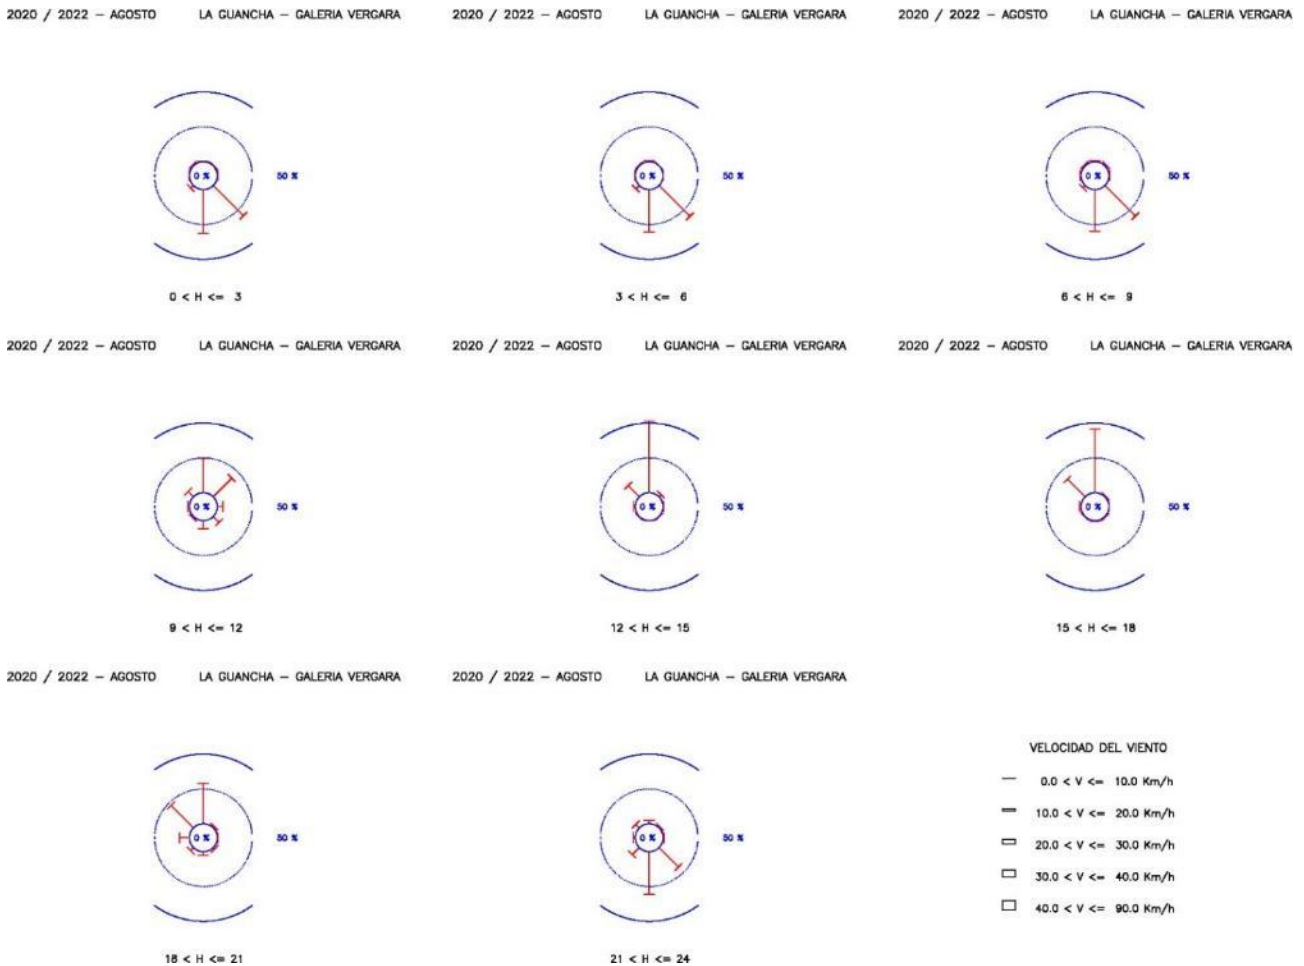 2020 / 2022 – AGOSTO LA GUANCHA – GALERIA VERGARA
2020 / 2022 – AGOSTO LA GUANCHA – GALERIA VERGARA
2020 / 2022 – AGOSTO LA GUANCHA – GALERIA VERGARA
0 % 50 %
0 % 50 %
0 % 50 %
0 < H <= 3
3 < H <= 6
6 < H <= 9
2020 / 2022 – AGOSTO LA GUANCHA – GALERIA VERGARA
2020 / 2022 – AGOSTO LA GUANCHA – GALERIA VERGARA
2020 / 2022 – AGOSTO LA GUANCHA – GALERIA VERGARA
0 % 50 %
0 % 50 %
0 % 50 %
9 < H <= 12
12 < H <= 15
15 < H <= 18
2020 / 2022 – AGOSTO LA GUANCHA – GALERIA VERGARA
2020 / 2022 – AGOSTO LA GUANCHA – GALERIA VERGARA
0 % 50 %
0 % 50 %
18 < H <= 21
21 < H <= 24
VELOCIDAD DEL VIENTO
0.0 < V <= 10.0 Km/h
10.0 < V <= 20.0 Km/h
20.0 < V <= 30.0 Km/h
30.0 < V <= 40.0 Km/h
40.0 < V <= 90.0 Km/h